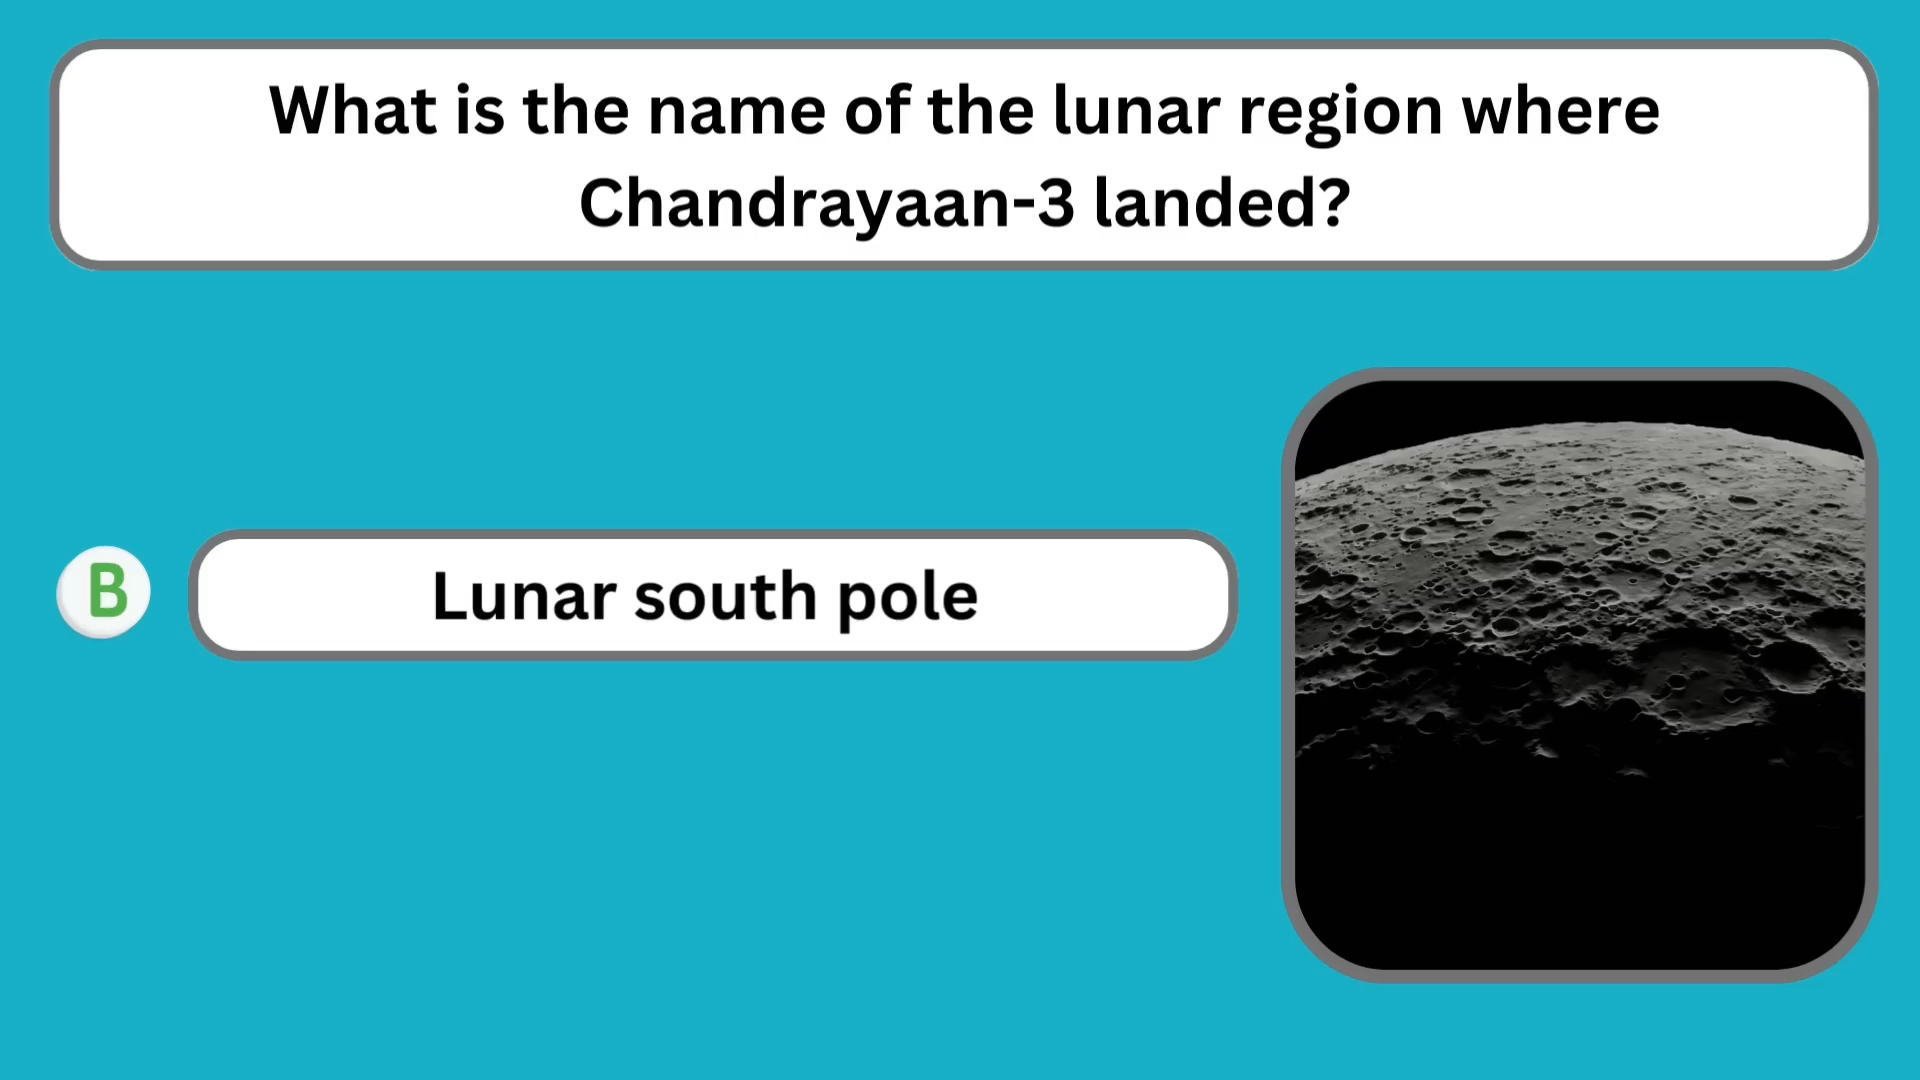 What is the name of the lunar region where
Chandrayaan-3 landed?
B
Lunar south pole